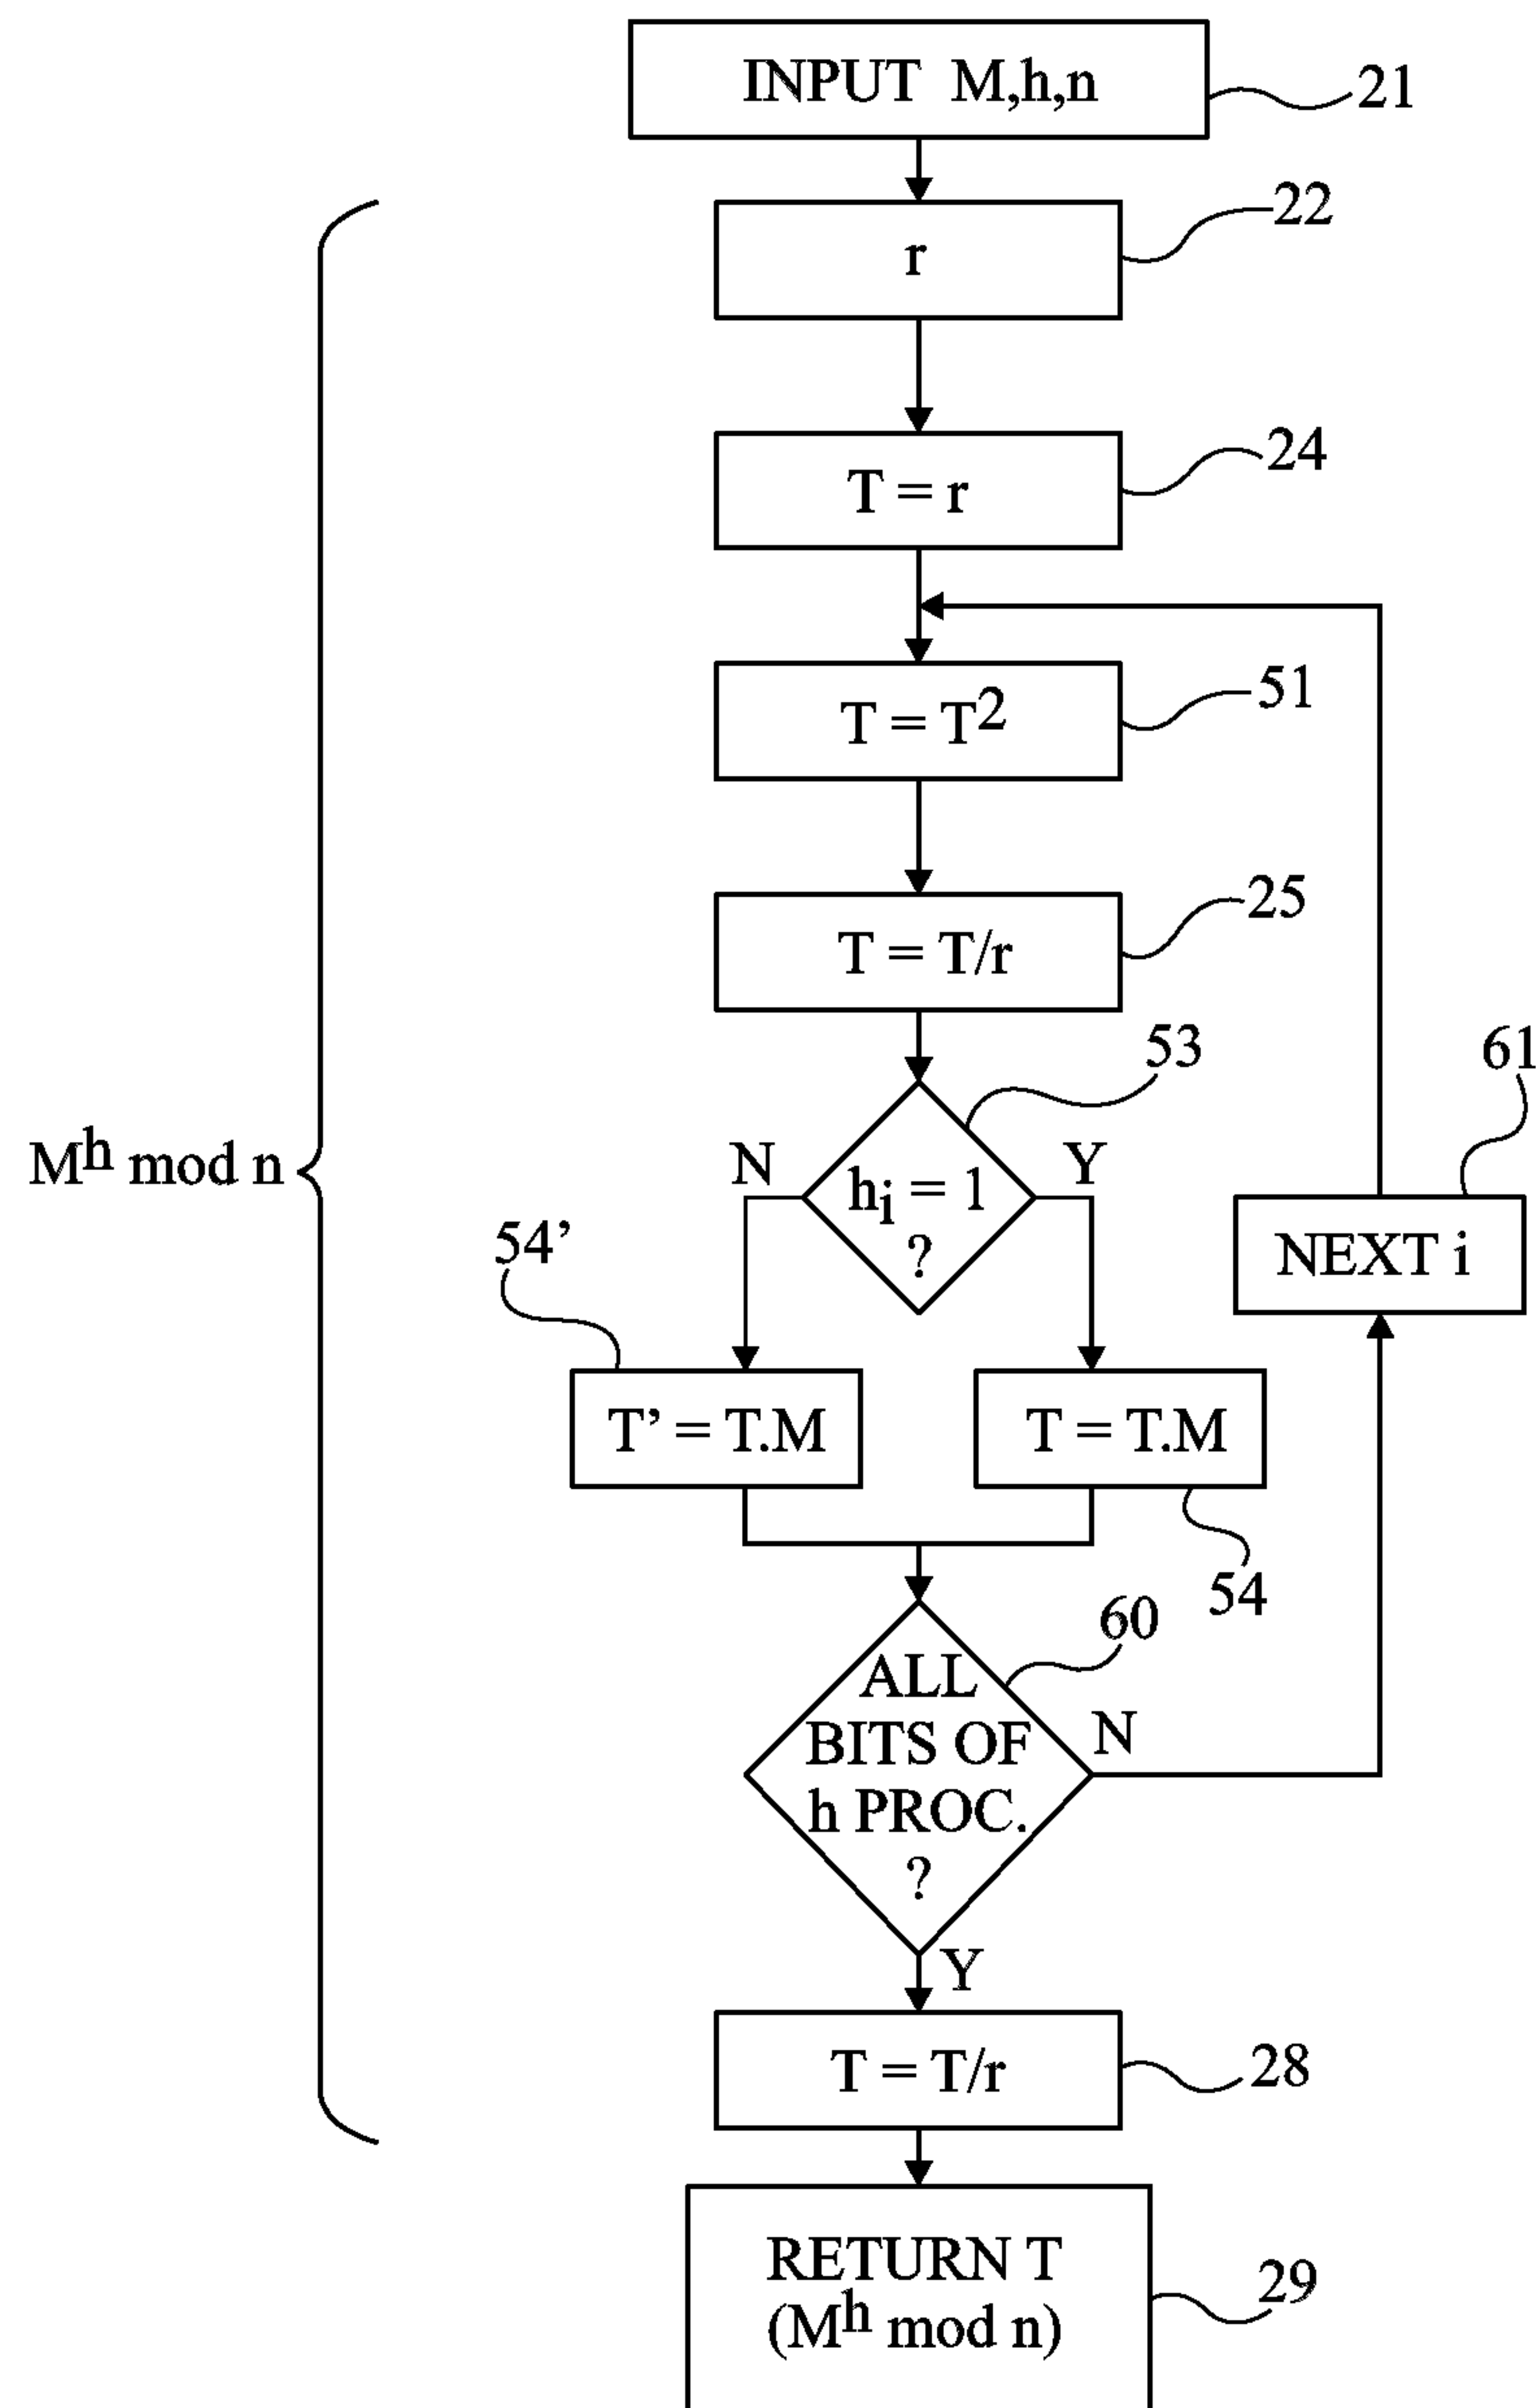 INPUT M,h,n
21
r
22
T = r
24
T = T²
51
T = T/r
25
53
61
Mʰ mod n
N
Y
hᵢ = 1
?
NEXT i
54’
T’ = T.M
T = T.M
54
60
ALL
BITS OF
h PROC.
?
N
Y
T = T/r
28
RETURN T
(Mʰ mod n)
29